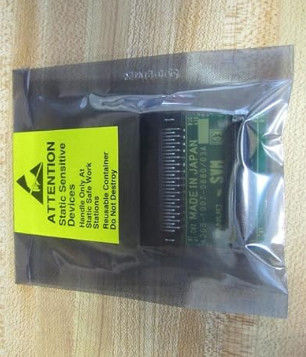 ATTENTION
Static Sensitive
Devices
Handle Only At
Static Safe Work
Stations
Reusable Container
Do Not Destroy
MADE IN JAPAN
SVM